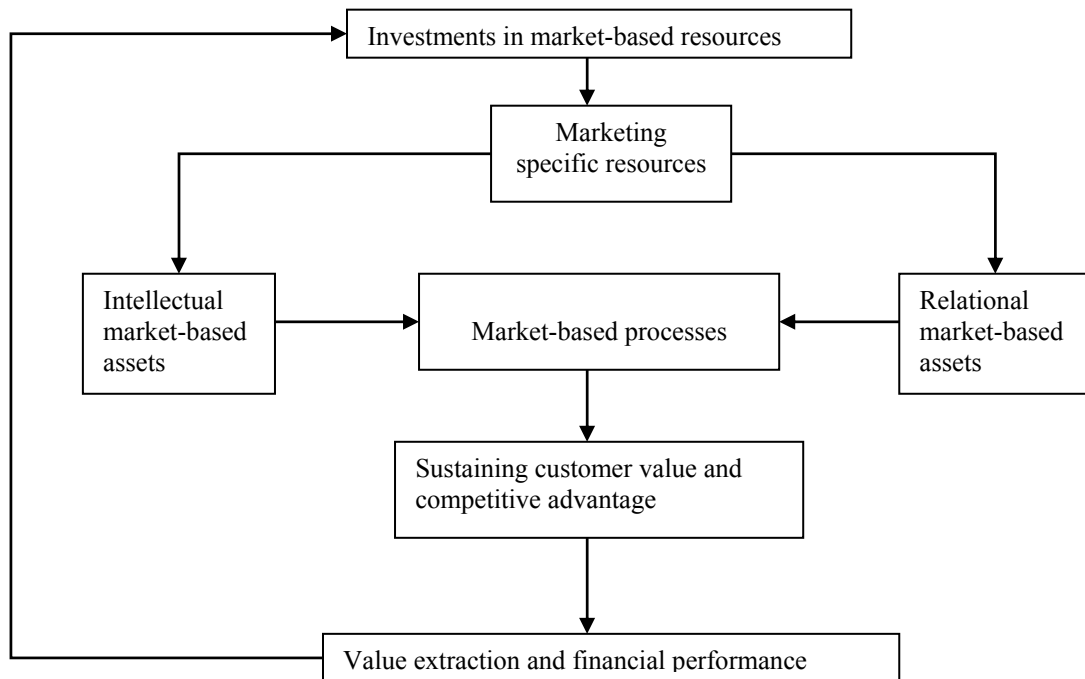 Investments in market-based resources
Marketing
specific resources
Intellectual
market-based
assets
Market-based processes
Relational
market-based
assets
Sustaining customer value and
competitive advantage
Value extraction and financial performance